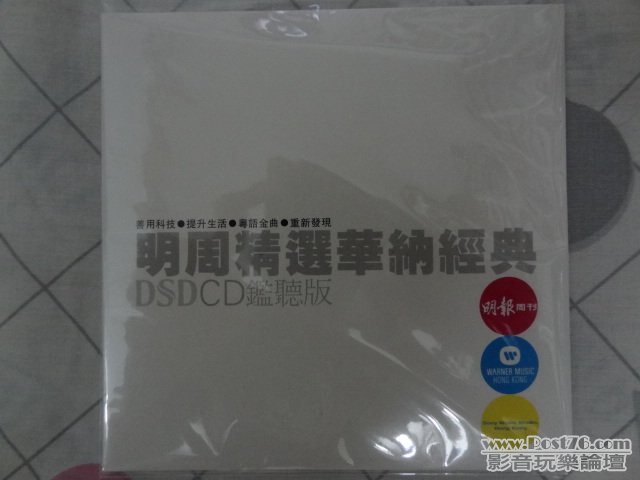 善用科技●提升生活●粵語金曲●重新發現
明周精選華納經典
DSDCD鑑聽版
明報周刊
WARNER MUSIC
HONG KONG
Hong Kong
www.Post76.com
影音玩樂論壇